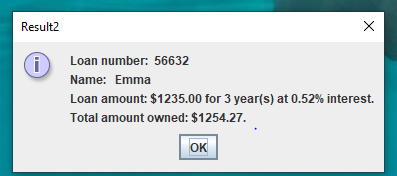 Result2
Loan number: 56632
Name: Emma
Loan amount: $1235.00 for 3 year(s) at 0.52% interest.
Total amount owned: $1254.27.
OK